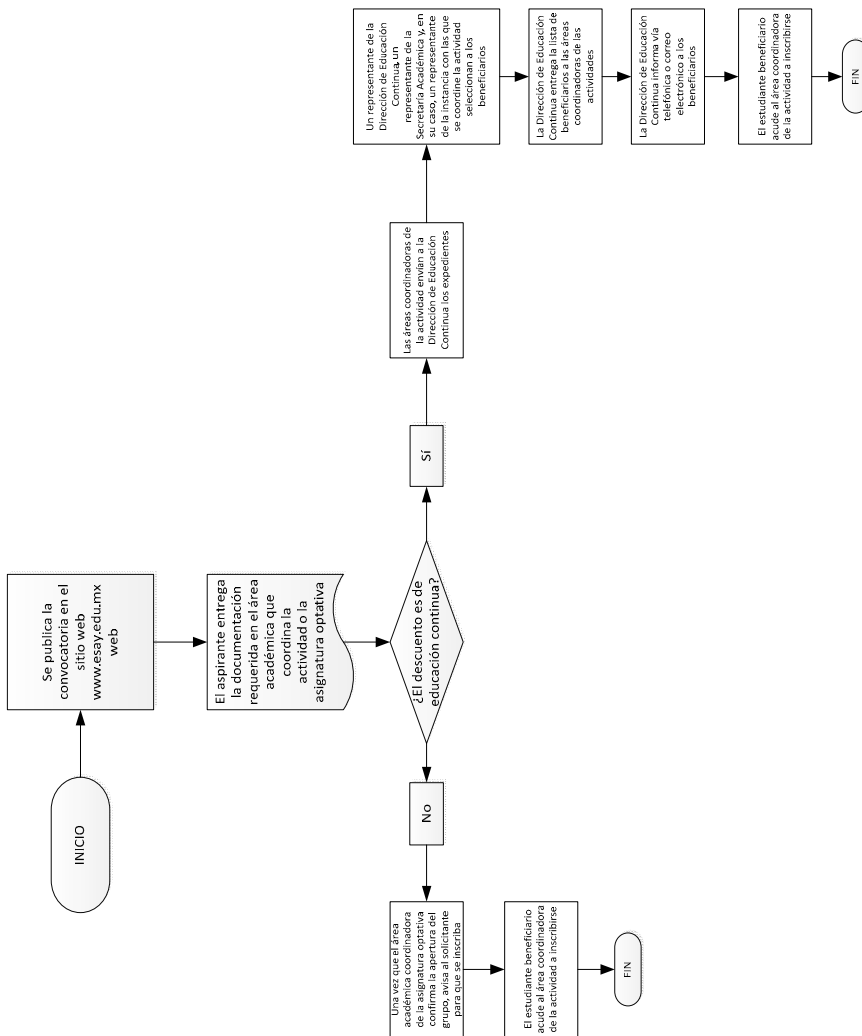 INICIO
Se publica la
convocatoria en el
sitio web
www.esay.edu.mx
web
El aspirante entrega
la documentación
requerida en el área
académica que
coordina la
actividad o la
asignatura optativa
¿El descuento es de
educación continua?
No
Una vez que el área
académica coordinadora
de la asignatura optativa
confirma la apertura del
grupo, avisa al solicitante
para que se inscriba
El estudiante beneficiario
acude al área coordinadora
de la actividad a inscribirse
FIN
Sí
Las áreas coordinadoras de
la actividad envían a la
Dirección de Educación
Continua los expedientes
Un representante de la
Dirección de Educación
Continua, un
representante de la
Secretaría Académica y, en
su caso, un representante
de la instancia con las que
se coordine la actividad
seleccionan a los
beneficiarios
La Dirección de Educación
Continua entrega la lista de
beneficiarios a las áreas
coordinadoras de las
actividades
La Dirección de Educación
Continua informa vía
telefónica o correo
electrónico a los
beneficiarios
El estudiante beneficiario
acude al área coordinadora
de la actividad a inscribirse
FIN